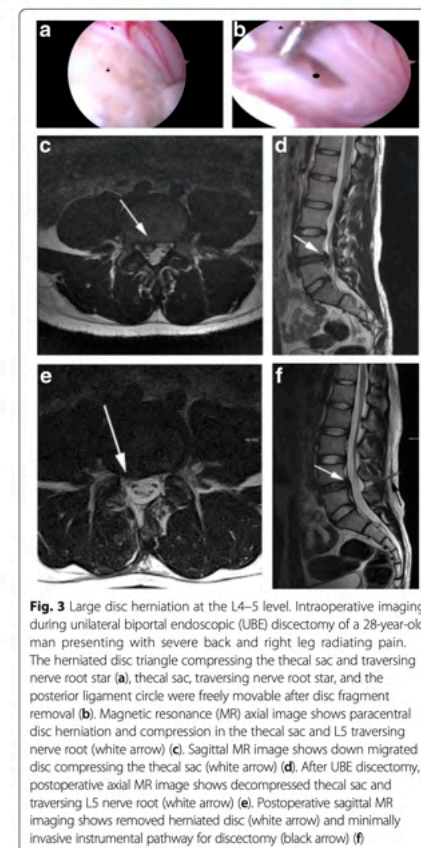 a
b
c
d
e
f
Fig. 3 Large disc herniation at the L4–5 level. Intraoperative imaging
during unilateral biportal endoscopic (UBE) discectomy of a 28-year-old
man presenting with severe back and right leg radiating pain.
The herniated disc triangle compressing the thecal sac and traversing
nerve root star (a), thecal sac, traversing nerve root star, and the
posterior ligament circle were freely movable after disc fragment
removal (b). Magnetic resonance (MR) axial image shows paracentral
disc herniation and compression in the thecal sac and L5 traversing
nerve root (white arrow) (c). Sagittal MR image shows down migrated
disc compressing the thecal sac (white arrow) (d). After UBE discectomy,
postoperative axial MR image shows decompressed thecal sac and
traversing L5 nerve root (white arrow) (e). Postoperative sagittal MR
imaging shows removed herniated disc (white arrow) and minimally
invasive instrumental pathway for discectomy (black arrow) (f)